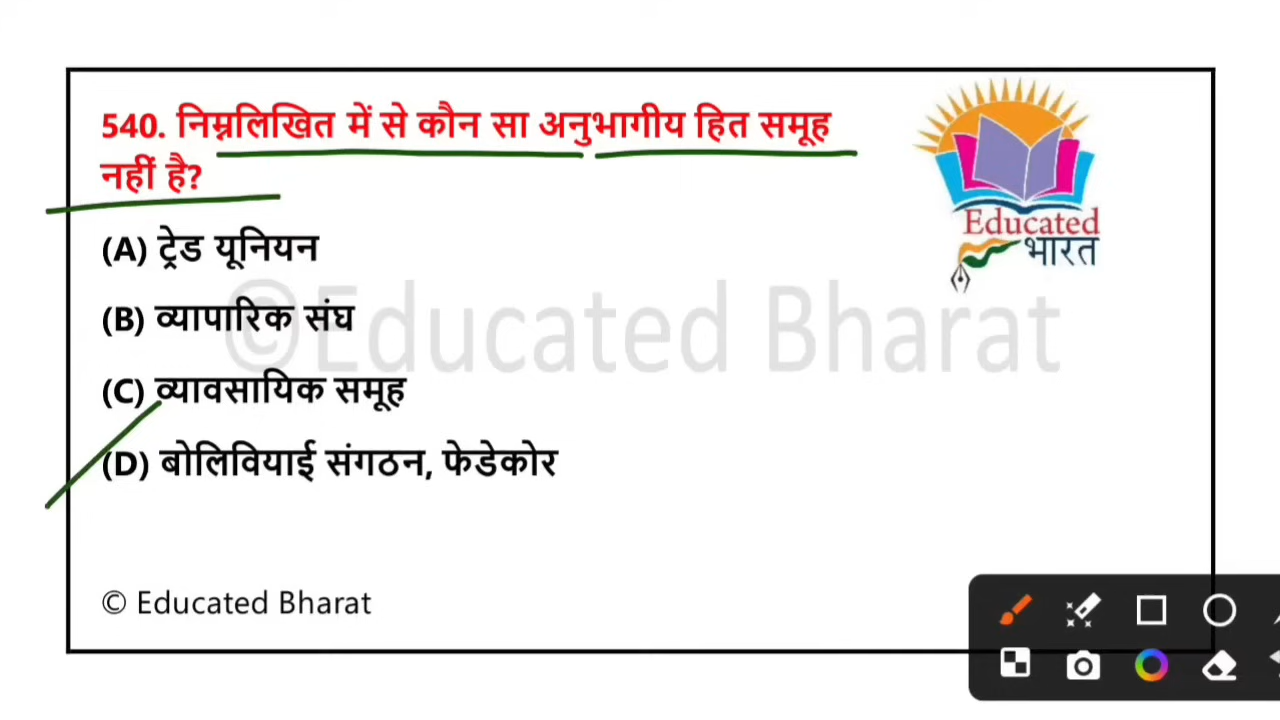 540. निम्नलिखित में से कौन सा अनुभागीय हित समूह
नहीं है?
Educated
भारत
(A) ट्रेड यूनियन
(B) व्यापारिक संघ
©Educated Bharat
(C) व्यावसायिक समूह
(D) बोलिवियाई संगठन, फेडेकोर
© Educated Bharat